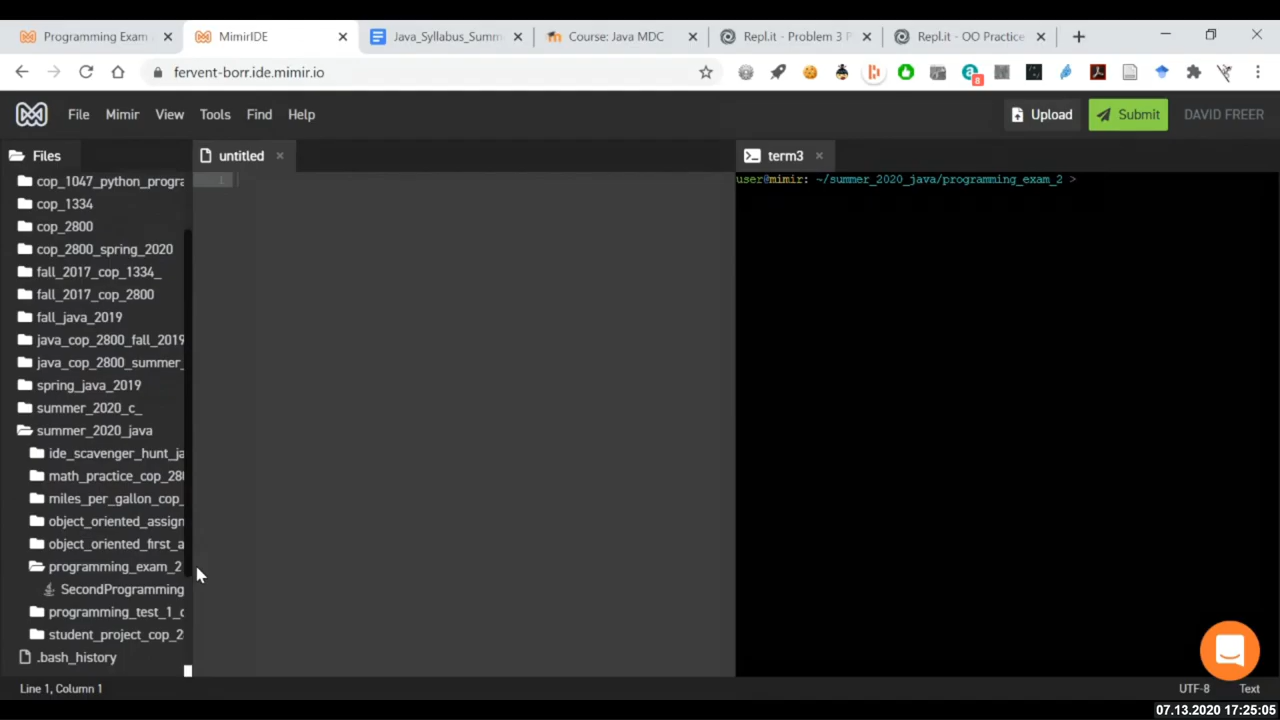 Programming Exam
MimirIDE
Java_Syllabus_Summ
Course: Java MDC
Repl.it - Problem 3 P
Repl.it - OO Practice
fervent-borr.ide.mimir.io
8
File
Mimir
View
Tools
Find
Help
Upload
Submit
DAVID FREER
Files
untitled
term3
cop_1047_python_progra
cop_1334
cop_2800
cop_2800_spring_2020
fall_2017_cop_1334_
fall_2017_cop_2800
fall_java_2019
java_cop_2800_fall_2019
java_cop_2800_summer_
spring_java_2019
summer_2020_c_
summer_2020_java
ide_scavenger_hunt_ja
math_practice_cop_280
miles_per_gallon_cop_
object_oriented_assign
object_oriented_first_a
programming_exam_2
SecondProgramming
programming_test_1_c
student_project_cop_2
.bash_history
1
user@mimir: ~/summer_2020_java/programming_exam_2 >
Line 1, Column 1
UTF-8
Text
07.13.2020 17:25:05